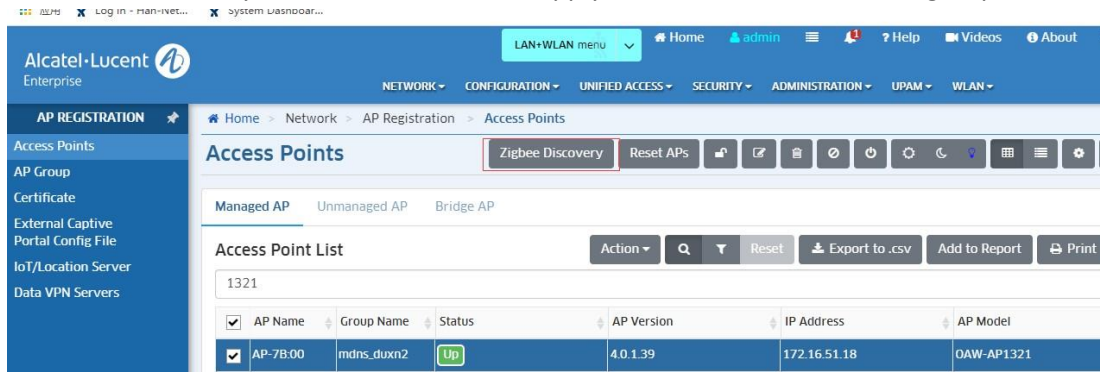 应用 Log in - Han-Net... System Dashboar...
LAN+WLAN menu Home admin Help Videos About
Alcatel·Lucent
Enterprise
NETWORK CONFIGURATION UNIFIED ACCESS SECURITY ADMINISTRATION UPAM WLAN
AP REGISTRATION
Home > Network > AP Registration > Access Points
Access Points
AP Group
Certificate
External Captive
Portal Config File
IoT/Location Server
Data VPN Servers
Access Points Zigbee Discovery Reset APs
Managed AP Unmanaged AP Bridge AP
Access Point List Action Reset Export to .csv Add to Report Print
1321
AP Name Group Name Status AP Version IP Address AP Model
AP-7B:00 mdns_duxn2 Up 4.0.1.39 172.16.51.18 OAW-AP1321